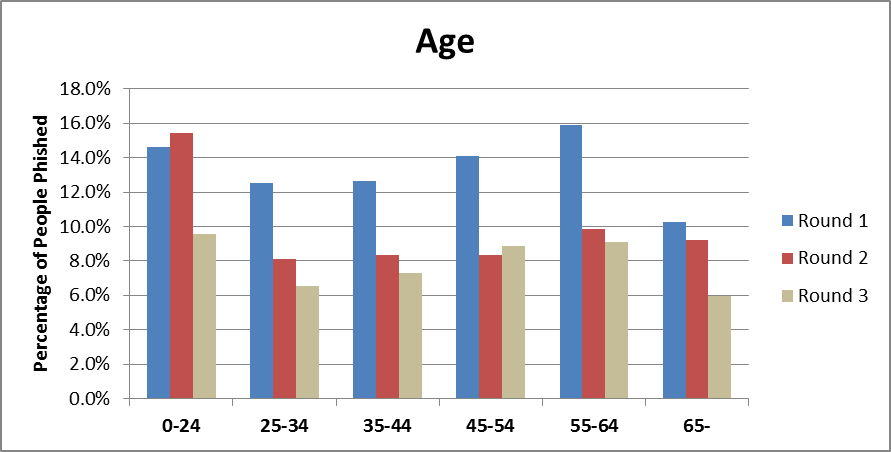 Age
Percentage of People Phished
18.0%
16.0%
14.0%
12.0%
10.0%
8.0%
6.0%
4.0%
2.0%
0.0%
0-24 25-34 35-44 45-54 55-64 65-
Round 1
Round 2
Round 3